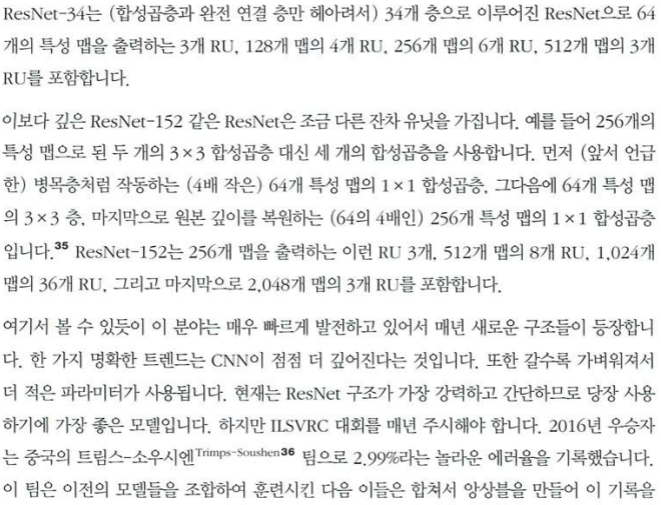 ResNet-34는 (합성곱층과 완전 연결 층만 헤아려서) 34개 층으로 이루어진 ResNet으로 64
개의 특성 맵을 출력하는 3개 RU, 128개 맵의 4개 RU, 256개 맵의 6개 RU, 512개 맵의 3개
RU를 포함합니다.
이보다 깊은 ResNet-152 같은 ResNet은 조금 다른 잔차 유닛을 가집니다. 예를 들어 256개의
특성 맵으로 된 두 개의 3×3 합성곱층 대신 세 개의 합성곱층을 사용합니다. 먼저 (앞서 언급
한) 병목층처럼 작동하는 (4배 작은) 64개 특성 맵의 1×1 합성곱층, 그다음에 64개 특성 맵
의 3×3 층, 마지막으로 원본 깊이를 복원하는 (64의 4배인) 256개 특성 맵의 1×1 합성곱층
입니다.35 ResNet-152는 256개 맵을 출력하는 이런 RU 3개, 512개 맵의 8개 RU, 1,024개
맵의 36개 RU, 그리고 마지막으로 2,048개 맵의 3개 RU를 포함합니다.
여기서 볼 수 있듯이 이 분야는 매우 빠르게 발전하고 있어서 매년 새로운 구조들이 등장합니
다. 한 가지 명확한 트렌드는 CNN이 점점 더 깊어진다는 것입니다. 또한 갈수록 가벼워져서
더 적은 파라미터가 사용됩니다. 현재는 ResNet 구조가 가장 강력하고 간단하므로 당장 사용
하기에 가장 좋은 모델입니다. 하지만 ILSVRC 대회를 매년 주시해야 합니다. 2016년 우승자
는 중국의 트림스-소우시엔Trimps-Soushen36 팀으로 2.99%라는 놀라운 에러율을 기록했습니다.
이 팀은 이전의 모델들을 조합하여 훈련시킨 다음 이들은 합쳐서 앙상블을 만들어 이 기록을